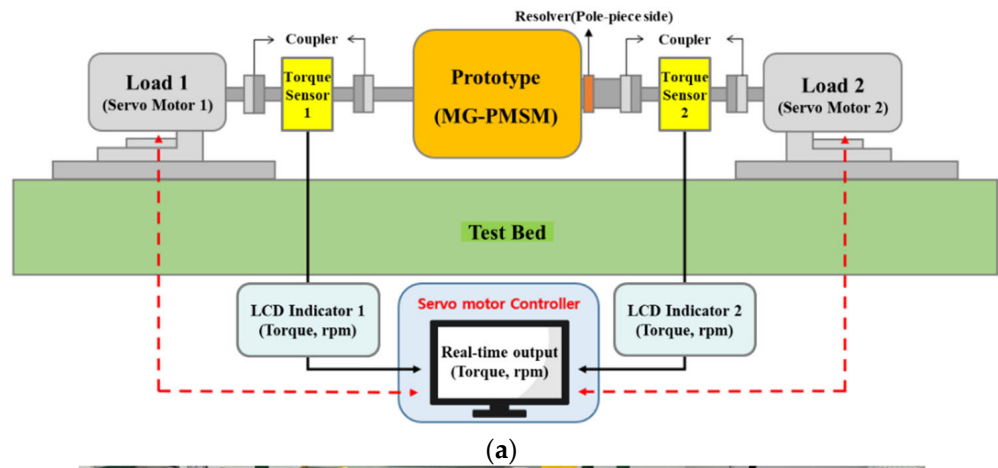 Resolver(Pole-piece side)
Coupler
Coupler
Load 1
(Servo Motor 1)
Torque
Sensor
1
Prototype
(MG-PMSM)
Torque
Sensor
2
Load 2
(Servo Motor 2)
Test Bed
LCD Indicator 1
(Torque, rpm)
Servo motor Controller
Real-time output
(Torque, rpm)
LCD Indicator 2
(Torque, rpm)
(a)